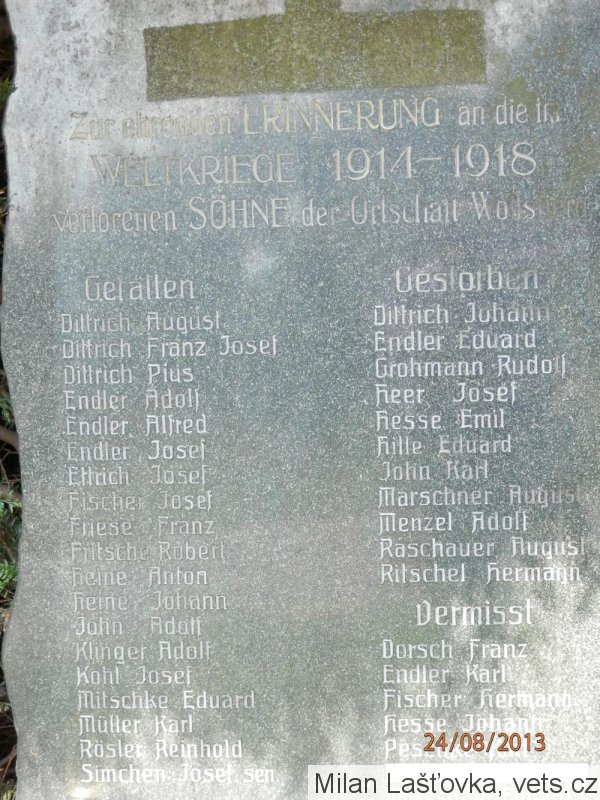 Zur ehrenden ERINNERUNG an die im
WELTKRIEGE 1914-1918
verlorenen SÖHNE der Ortschaft Wolfsberg
Gefallen
Dittrich August
Dittrich Franz Josef
Dittrich Pius
Endler Adolf
Endler Alfred
Endler Josef
Ettrich Josef
Fischer Josef
Friese Franz
Fritsche Robert
Heine Anton
Heine Johann
John Adolf
Klinger Adolf
Kohl Josef
Mitschke Eduard
Müller Karl
Rösler Reinhold
Simchen Josef sen.
Gestorben
Dittrich Johann
Endler Eduard
Grohmann Rudolf
Heer Josef
Hesse Emil
Hille Eduard
John Karl
Marschner August
Menzel Adolf
Raschauer August
Ritschel Hermann
Vermisst
Dorsch Franz
Endler Karl
Fischer Hermann
Hesse Johann
24/08/2013
Milan Lašťovka, vets.cz